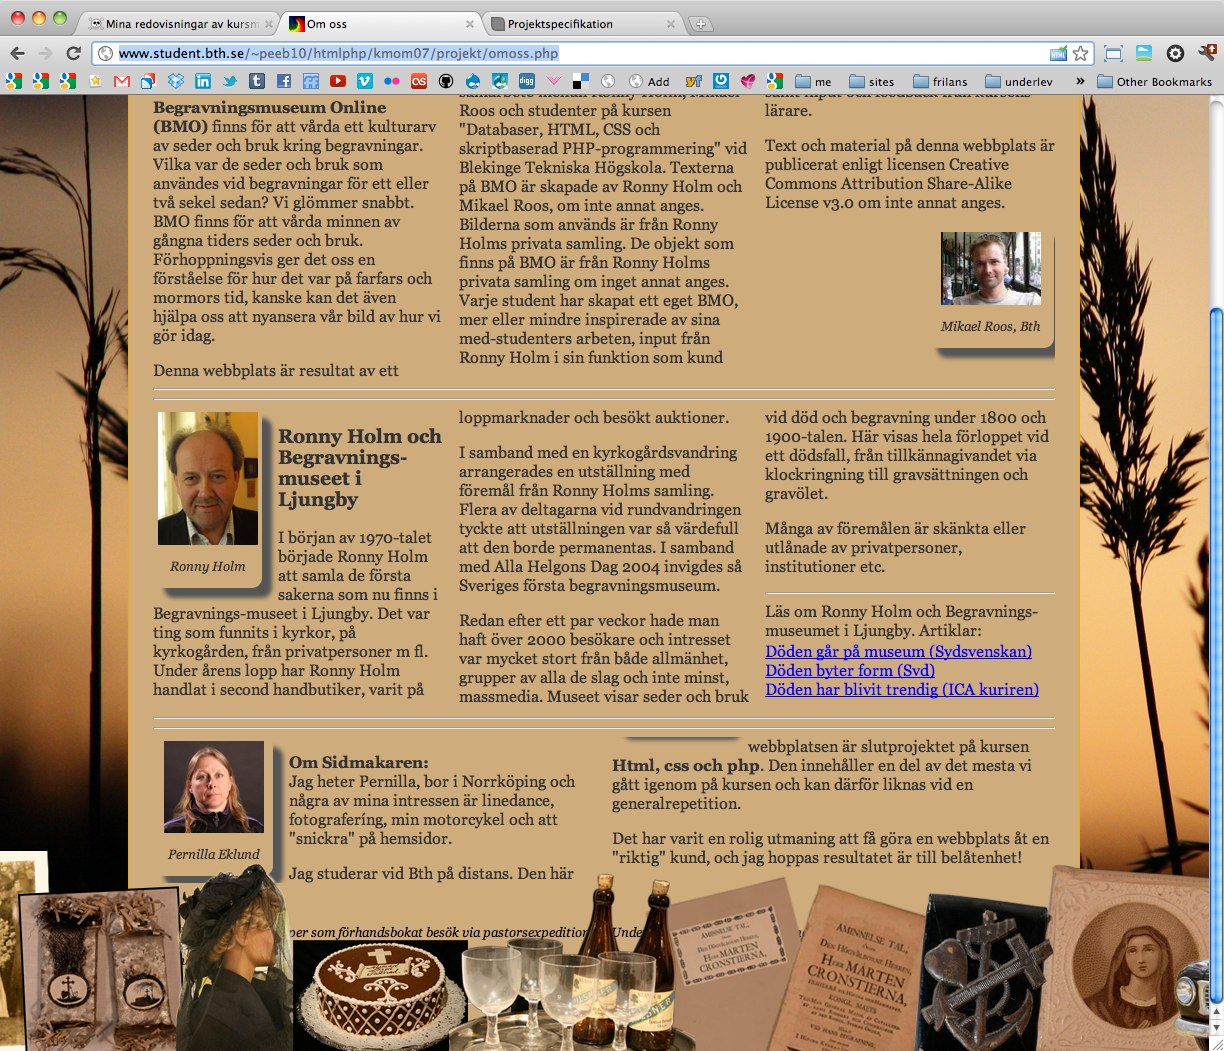 Mina redovisningar av kursm
Om oss
Projektspecifikation
www.student.bth.se/~peeb10/htmlphp/kmom07/projekt/omoss.php
Add
me
sites
frilans
underlev
»
Other Bookmarks
Begravningsmuseum Online
(BMO) finns för att vårda ett kulturarv
av seder och bruk kring begravningar.
Vilka var de seder och bruk som
användes vid begravningar för ett eller
två sekel sedan? Vi glömmer snabbt.
BMO finns för att vårda minnen av
gångna tiders seder och bruk.
Förhoppningsvis ger det oss en
förståelse för hur det var på farfars och
mormors tid, kanske kan det även
hjälpa oss att nyansera vår bild av hur vi
gör idag.
Denna webbplats är resultat av ett
Roos och studenter på kursen
"Databaser, HTML, CSS och
skriptbaserad PHP-programmering" vid
Blekinge Tekniska Högskola. Texterna
på BMO är skapade av Ronny Holm och
Mikael Roos, om inte annat anges.
Bilderna som används är från Ronny
Holms privata samling. De objekt som
finns på BMO är från Ronny Holms
privata samling om inget annat anges.
Varje student har skapat ett eget BMO,
mer eller mindre inspirerade av sina
med-studenters arbeten, input från
Ronny Holm i sin funktion som kund
lärare.
Text och material på denna webbplats är
publicerat enligt licensen Creative
Commons Attribution Share-Alike
License v3.0 om inte annat anges.
Mikael Roos, Bth
Ronny Holm
Ronny Holm och
Begravnings-
museet i
Ljungby
I början av 1970-talet
började Ronny Holm
att samla de första
sakerna som nu finns i
Begravnings-museet i Ljungby. Det var
ting som funnits i kyrkor, på
kyrkogården, från privatpersoner m fl.
Under årens lopp har Ronny Holm
handlat i second handbutiker, varit på
loppmarknader och besökt auktioner.
I samband med en kyrkogårdsvandring
arrangerades en utställning med
föremål från Ronny Holms samling.
Flera av deltagarna vid rundvandringen
tyckte att utställningen var så värdefull
att den borde permanentas. I samband
med Alla Helgons Dag 2004 invigdes så
Sveriges första begravningsmuseum.
Redan efter ett par veckor hade man
haft över 2000 besökare och intresset
var mycket stort från både allmänhet,
grupper av alla de slag och inte minst,
massmedia. Museet visar seder och bruk
vid död och begravning under 1800 och
1900-talen. Här visas hela förloppet vid
ett dödsfall, från tillkännagivandet via
klockringning till gravsättningen och
gravölet.
Många av föremålen är skänkta eller
utlånade av privatpersoner,
institutioner etc.
Läs om Ronny Holm och Begravnings-
museumet i Ljungby. Artiklar:
Döden går på museum (Sydsvenskan)
Döden byter form (Svd)
Döden har blivit trendig (ICA kuriren)
Pernilla Eklund
Om Sidmakaren:
Jag heter Pernilla, bor i Norrköping och
några av mina intressen är linedance,
fotografering, min motorcykel och att
"snickra" på hemsidor.
Jag studerar vid Bth på distans. Den här
webbplatsen är slutprojektet på kursen
Html, css och php. Den innehåller en del av det mesta vi
gått igenom på kursen och kan därför liknas vid en
generalrepetition.
Det har varit en rolig utmaning att få göra en webbplats åt en
"riktig" kund, och jag hoppas resultatet är till belåtenhet!
per som förhandsbokat besök via pastorsexpedition
Unde
AMINNELSE TAL,
HERR MÅRTEN
CRONSTIERNA,
AMINNELSE TAL,
DEN HÖGVÄLBORNE HERREN,
HERR MÅRTEN
CRONSTIERNA,